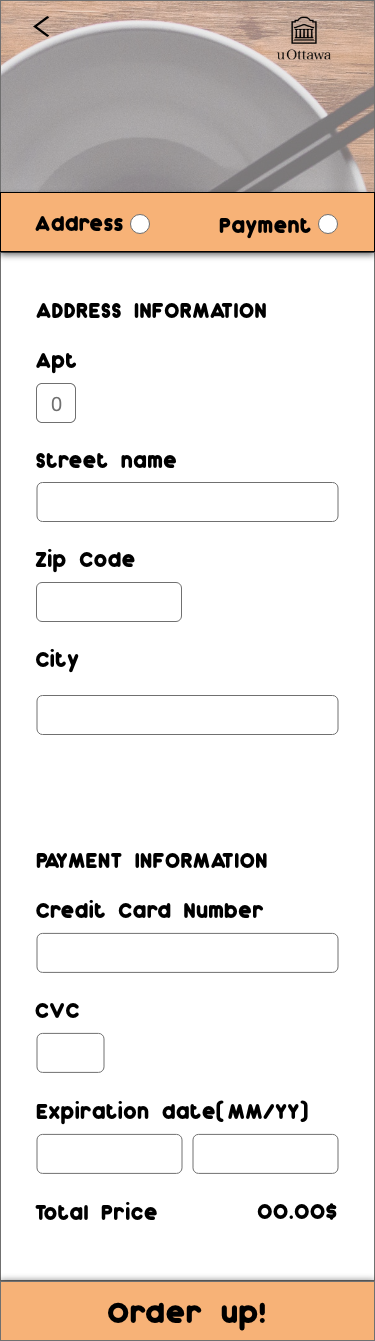 uOttawa
Address Payment
ADDRESS INFORMATION
Apt
0
Street name
Zip Code
City
PAYMENT INFORMATION
Credit Card Number
CVC
Expiration date(MM/YY)
Total Price 00.00$
Order up!